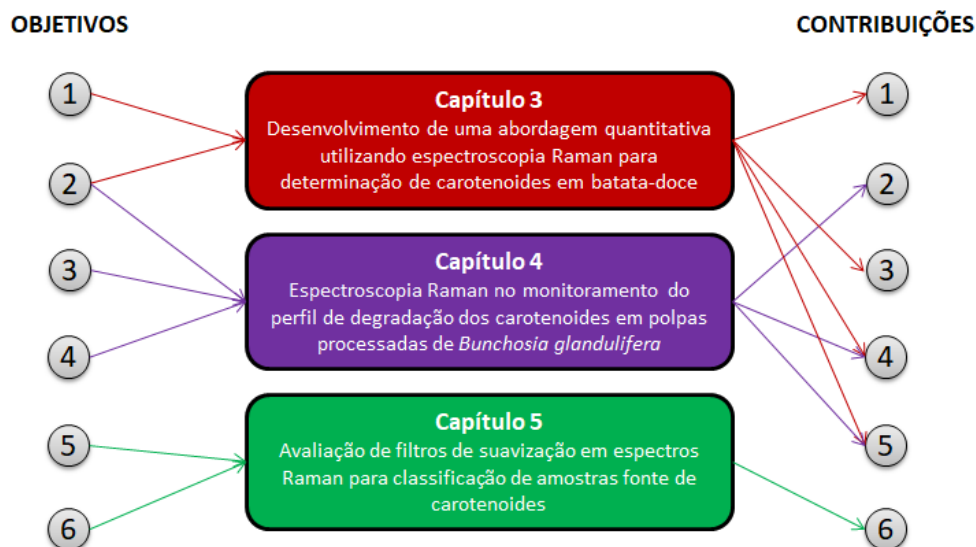 OBJETIVOS
CONTRIBUIÇÕES
1
2
3
4
5
6
Capítulo 3
Desenvolvimento de uma abordagem quantitativa
utilizando espectroscopia Raman para
determinação de carotenoides em batata-doce
Capítulo 4
Espectroscopia Raman no monitoramento do
perfil de degradação dos carotenoides em polpas
processadas de Bunchosia glandulifera
Capítulo 5
Avaliação de filtros de suavização em espectros
Raman para classificação de amostras fonte de
carotenoides
1
2
3
4
5
6